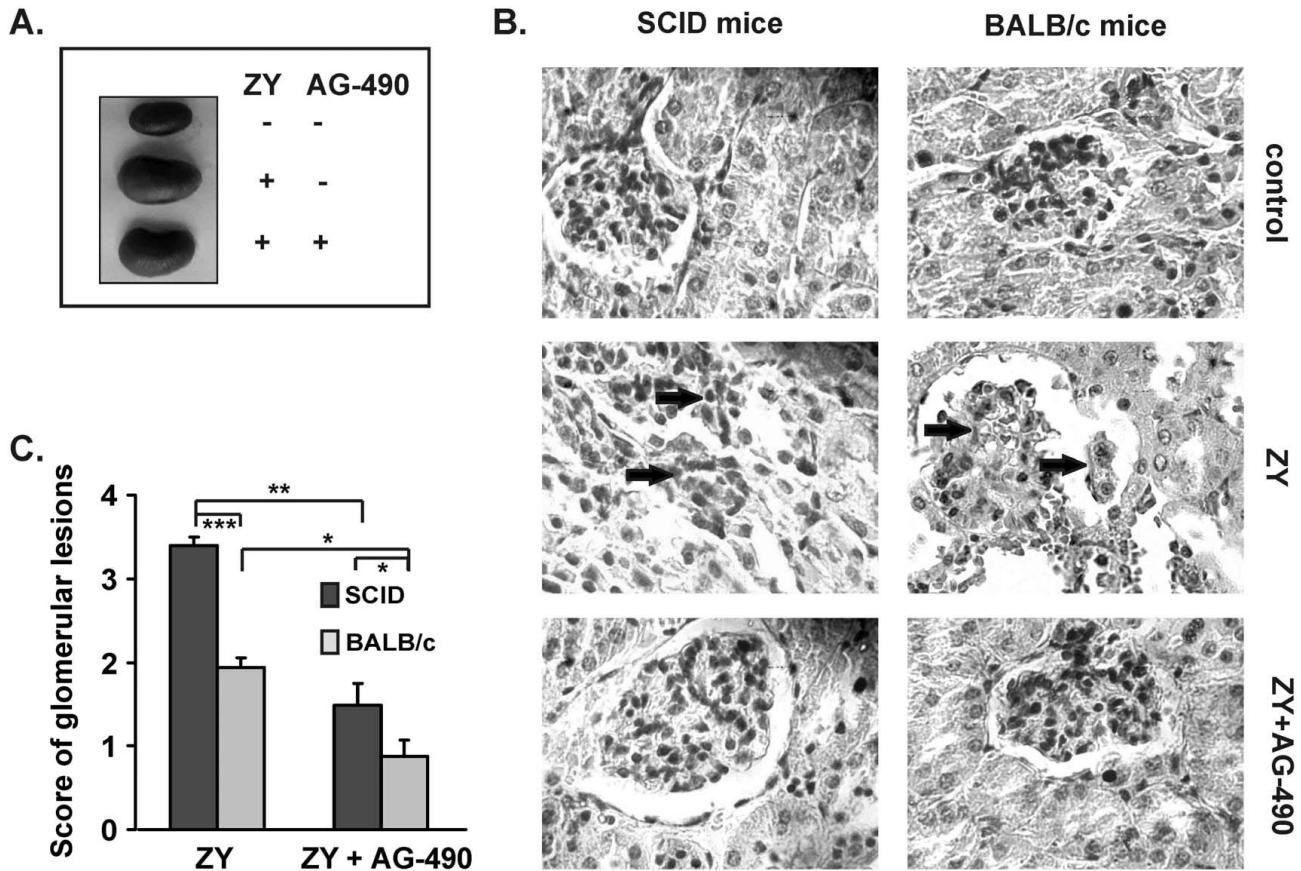 A.
ZY AG-490
- -
+ -
+ +
B.
SCID mice
BALB/c mice
control
ZY
ZY+AG-490
C.
Score of glomerular lesions
4
3
2
1
0
**
***
*
*
SCID
BALB/c
ZY
ZY + AG-490